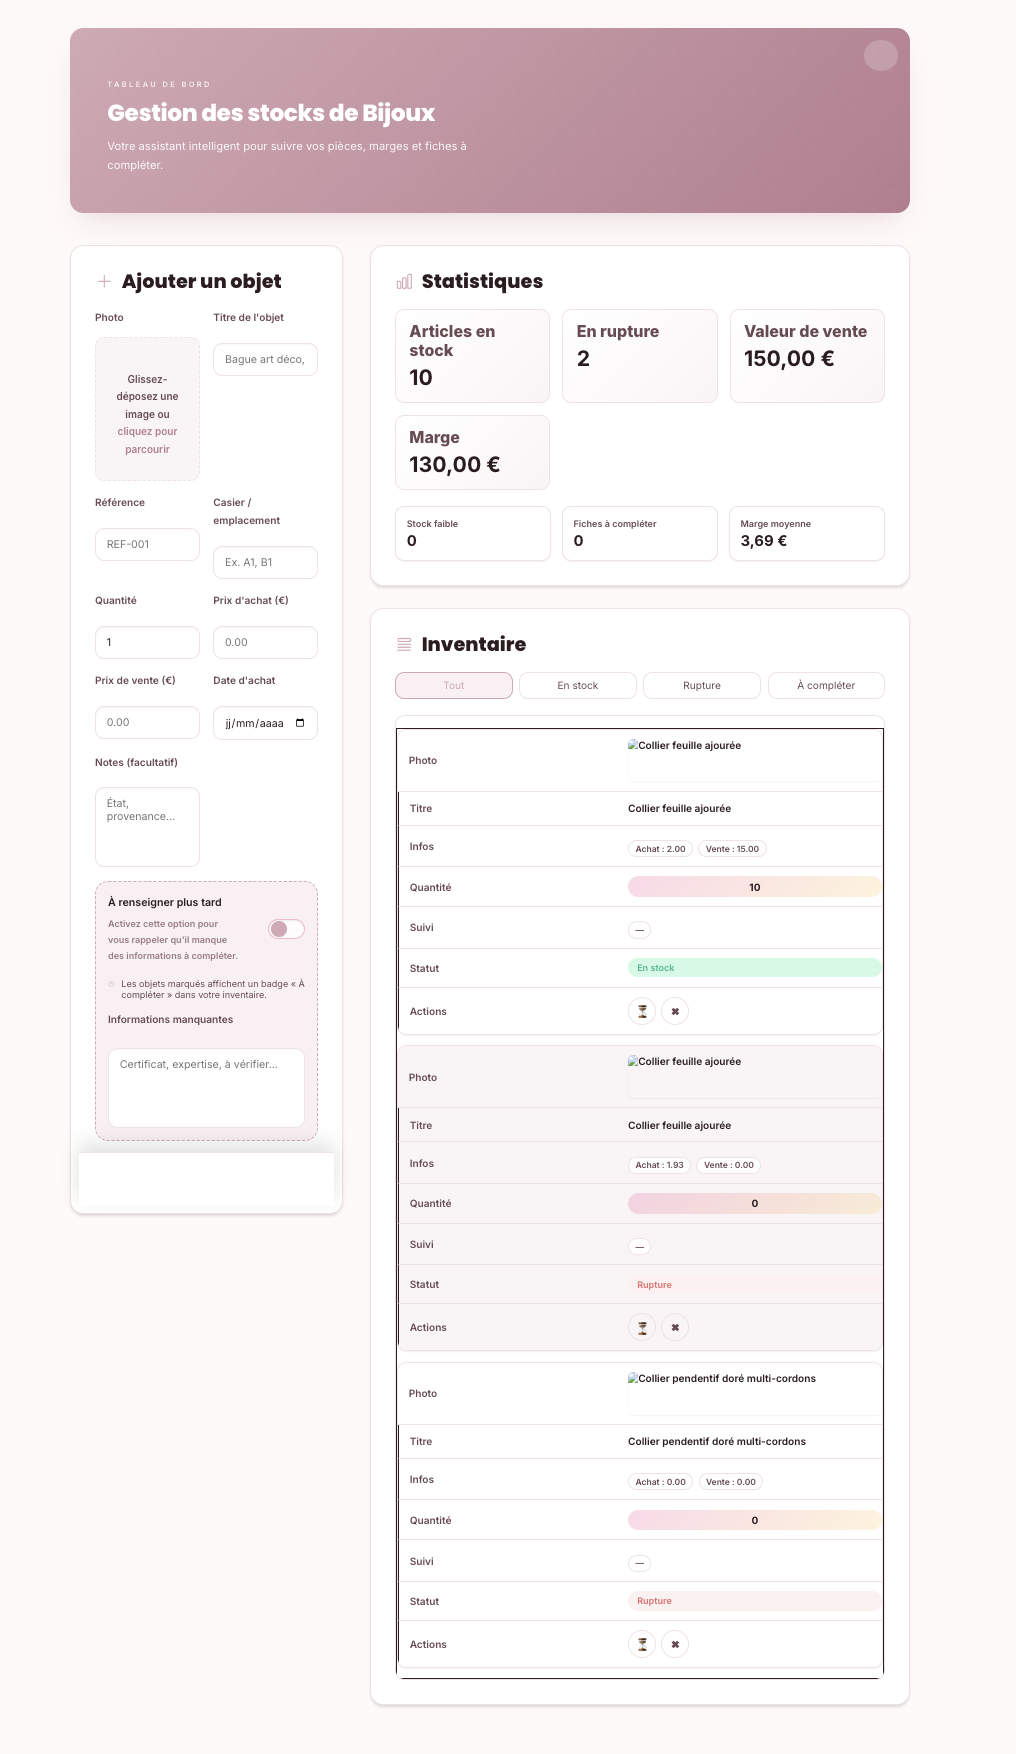 TABLEAU DE BORD
Gestion des stocks de Bijoux
Votre assistant intelligent pour suivre vos pièces, marges et fiches à
compléter.
Ajouter un objet
Photo
Titre de l'objet
Glissez-
déposez une
image ou
cliquez pour
parcourir
Bague art déco,
Référence
Casier /
emplacement
REF-001
Ex. A1, B1
Quantité
Prix d'achat (€)
1
0.00
Prix de vente (€)
Date d'achat
0.00
jj/mm/aaaa
Notes (facultatif)
État,
provenance...
À renseigner plus tard
Activez cette option pour
vous rappeler qu'il manque
des informations à compléter.
Les objets marqués affichent un badge « À
compléter » dans votre inventaire.
Informations manquantes
Certificat, expertise, à vérifier...
Statistiques
Articles en
stock
10
En rupture
2
Valeur de vente
150,00 €
Marge
130,00 €
Stock faible
0
Fiches à compléter
0
Marge moyenne
3,69 €
Inventaire
Tout
En stock
Rupture
À compléter
Photo
Collier feuille ajourée
Titre
Collier feuille ajourée
Infos
Achat : 2.00
Vente : 15.00
Quantité
10
Suivi
—
Statut
En stock
Actions
Photo
Collier feuille ajourée
Titre
Collier feuille ajourée
Infos
Achat : 1.93
Vente : 0.00
Quantité
0
Suivi
—
Statut
Rupture
Actions
Photo
Collier pendentif doré multi-cordons
Titre
Collier pendentif doré multi-cordons
Infos
Achat : 0.00
Vente : 0.00
Quantité
0
Suivi
—
Statut
Rupture
Actions